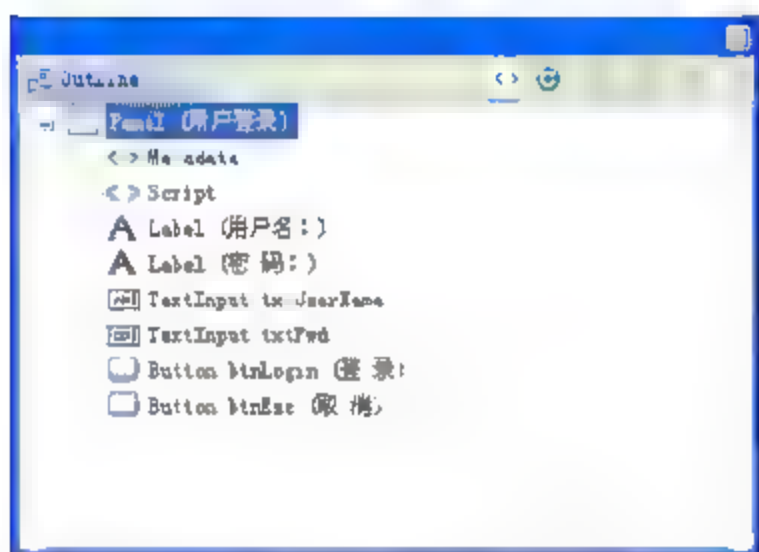 Outline
Panel (用户登录)
Metadata
Script
Label (用户名：)
Label (密 码：)
TextInput txtUserName
TextInput txtPwd
Button btnLogin (登 录)
Button btnEsc (取 消)